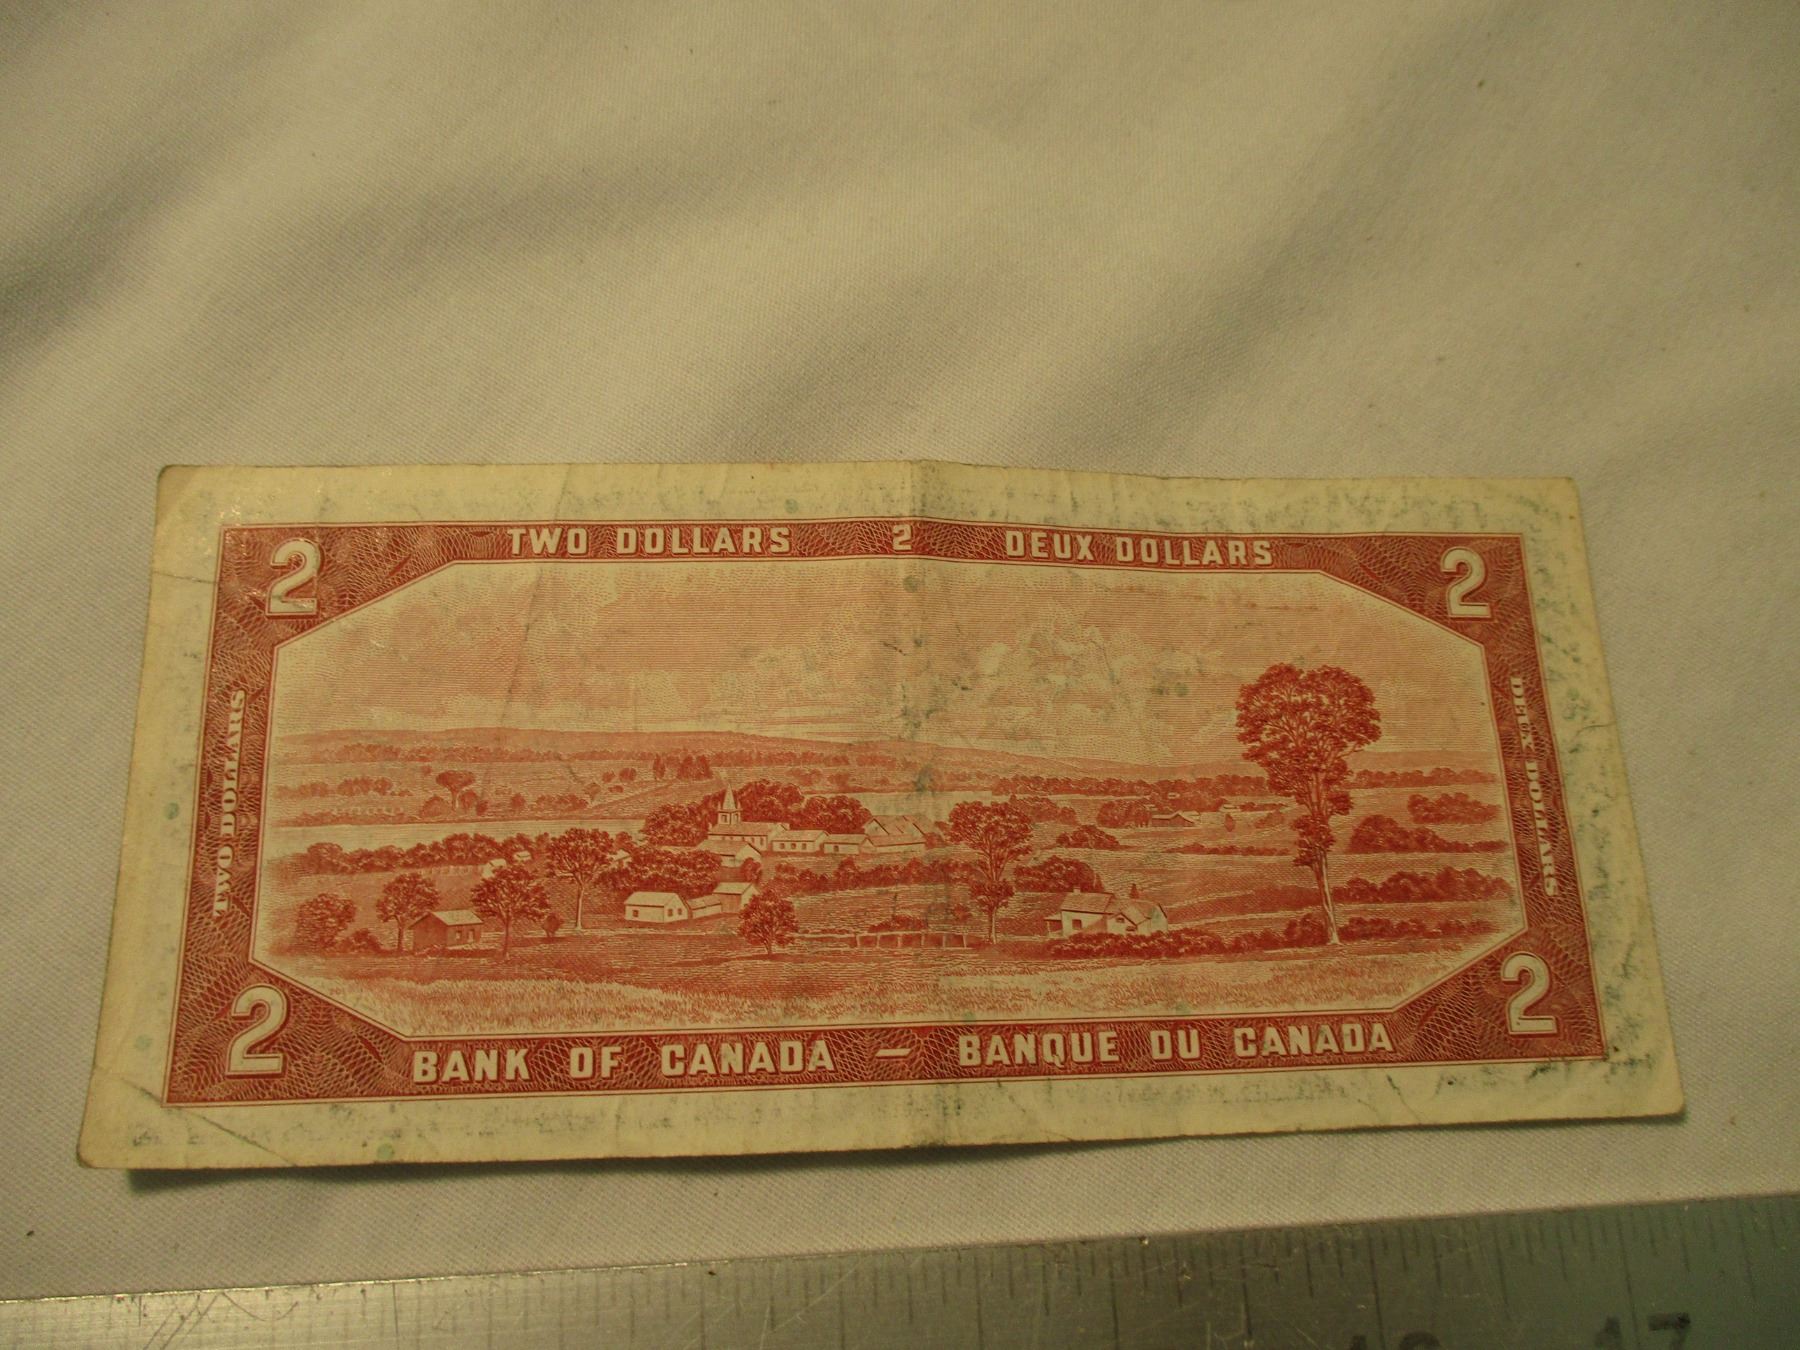 TWO DOLLARS 2 DEUX DOLLARS
2 2
TWO DOLLARS
DEUX DOLLARS
2 2
BANK OF CANADA — BANQUE DU CANADA
17